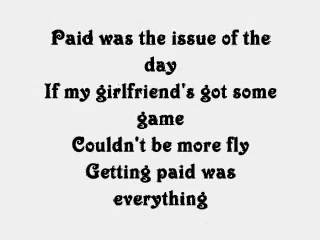 Paid was the issue of the
day
If my girlfriend's got some
game
Couldn't be more fly
Getting paid was
everything